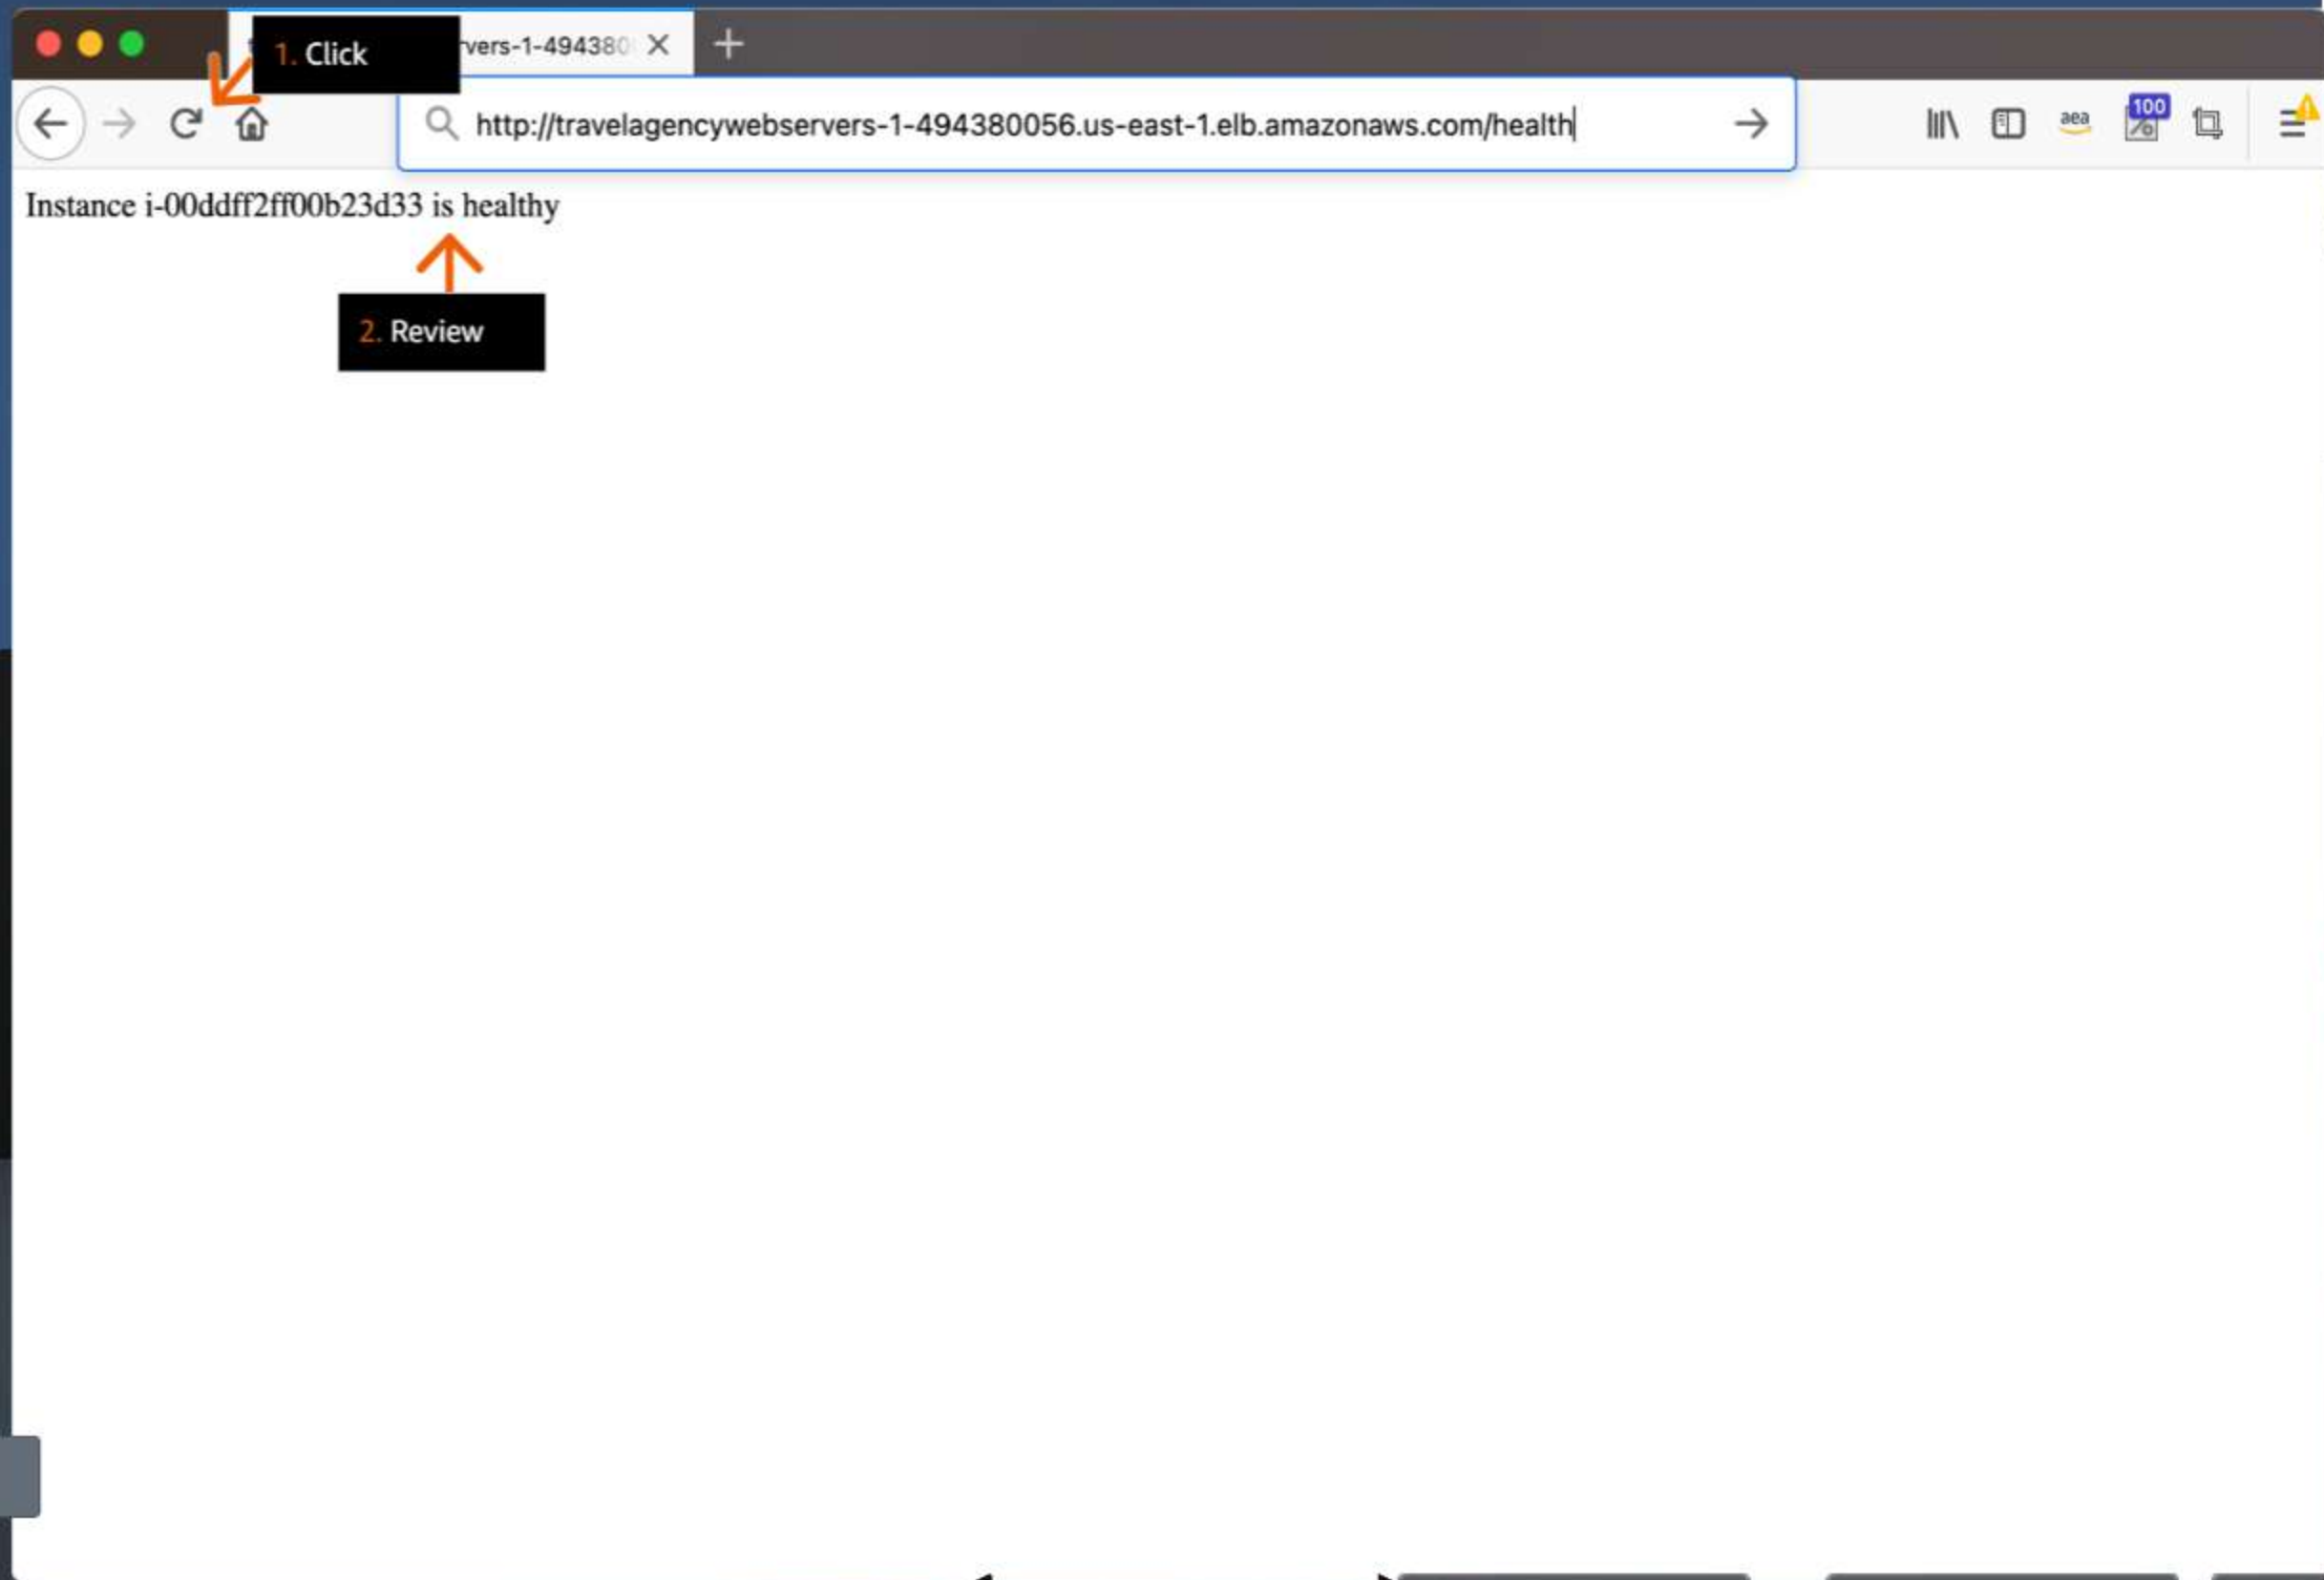 1. Click
vers-1-494380
http://travelagencywebservers-1-494380056.us-east-1.elb.amazonaws.com/health
aea
100
Instance i-00ddff2ff00b23d33 is healthy
2. Review